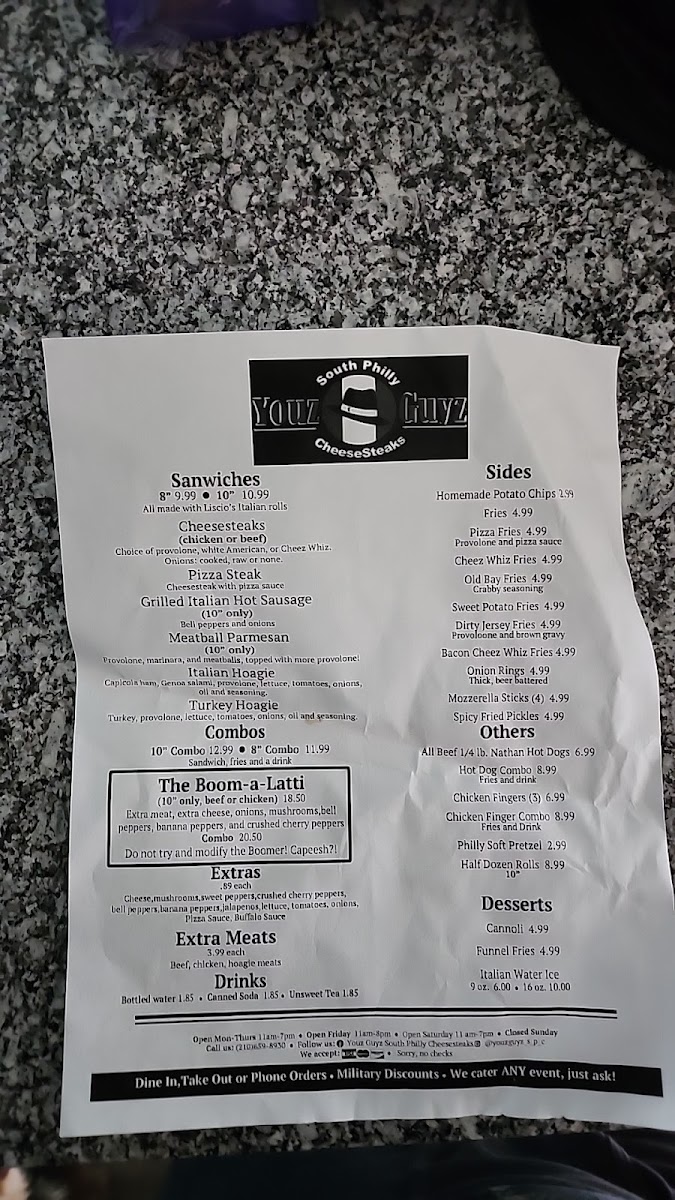 South Philly
Youz Guyz
CheeseSteaks
Sanwiches
8" 9.99 ● 10" 10.99
All made with Liscio's Italian rolls
Cheesesteaks
(chicken or beef)
Choice of provolone, white American, or Cheez Whiz.
Onions: cooked, raw or none.
Pizza Steak
Cheesesteak with pizza sauce
Grilled Italian Hot Sausage
(10" only)
Bell peppers and onions
Meatball Parmesan
(10" only)
Provolone, marinara, and meatballs, topped with more provolone!
Italian Hoagie
Capicola ham, Genoa salami, provolone, lettuce, tomatoes, onions,
oil and seasoning.
Turkey Hoagie
Turkey, provolone, lettuce, tomatoes, onions, oil and seasoning.
Combos
10" Combo 12.99 ● 8" Combo 11.99
Sandwich, fries and a drink
The Boom-a-Latti
(10" only, beef or chicken) 18.50
Extra meat, extra cheese, onions, mushrooms,bell
peppers, banana peppers, and crushed cherry peppers
Combo 20.50
Do not try and modify the Boomer! Capeesh?!
Extras
.89 each
Cheese,mushrooms,sweet peppers,crushed cherry peppers,
bell peppers,banana peppers,jalapenos,lettuce, tomatoes, onions,
Pizza Sauce, Buffalo Sauce
Extra Meats
3.99 each
Beef, chicken, hoagie meats
Drinks
Bottled water 1.85 • Canned Soda 1.85 • Unsweet Tea 1.85
Sides
Homemade Potato Chips 2.99
Fries 4.99
Pizza Fries 4.99
Provolone and pizza sauce
Cheez Whiz Fries 4.99
Old Bay Fries 4.99
Crabby seasoning
Sweet Potato Fries 4.99
Dirty Jersey Fries 4.99
Provoloone and brown gravy
Bacon Cheez Whiz Fries 4.99
Onion Rings 4.99
Thick, beer battered
Mozzerella Sticks (4) 4.99
Spicy Fried Pickles 4.99
Others
All Beef 1/4 lb. Nathan Hot Dogs 6.99
Hot Dog Combo 8.99
Fries and drink
Chicken Fingers (3) 6.99
Chicken Finger Combo 8.99
Fries and Drink
Philly Soft Pretzel 2.99
Half Dozen Rolls 8.99
10"
Desserts
Cannoli 4.99
Funnel Fries 4.99
Italian Water Ice
9 oz. 6.00 • 16 oz. 10.00
Open Mon-Thurs 11am-7pm • Open Friday 11am-8pm • Open Saturday 11 am-7pm • Closed Sunday
Call us: (210)659-8930 • Follow us: Youz Guyz South Philly Cheesesteaks @youzguyz_s_p_c
We accept: • Sorry, no checks
Dine In,Take Out or Phone Orders • Military Discounts • We cater ANY event, just ask!